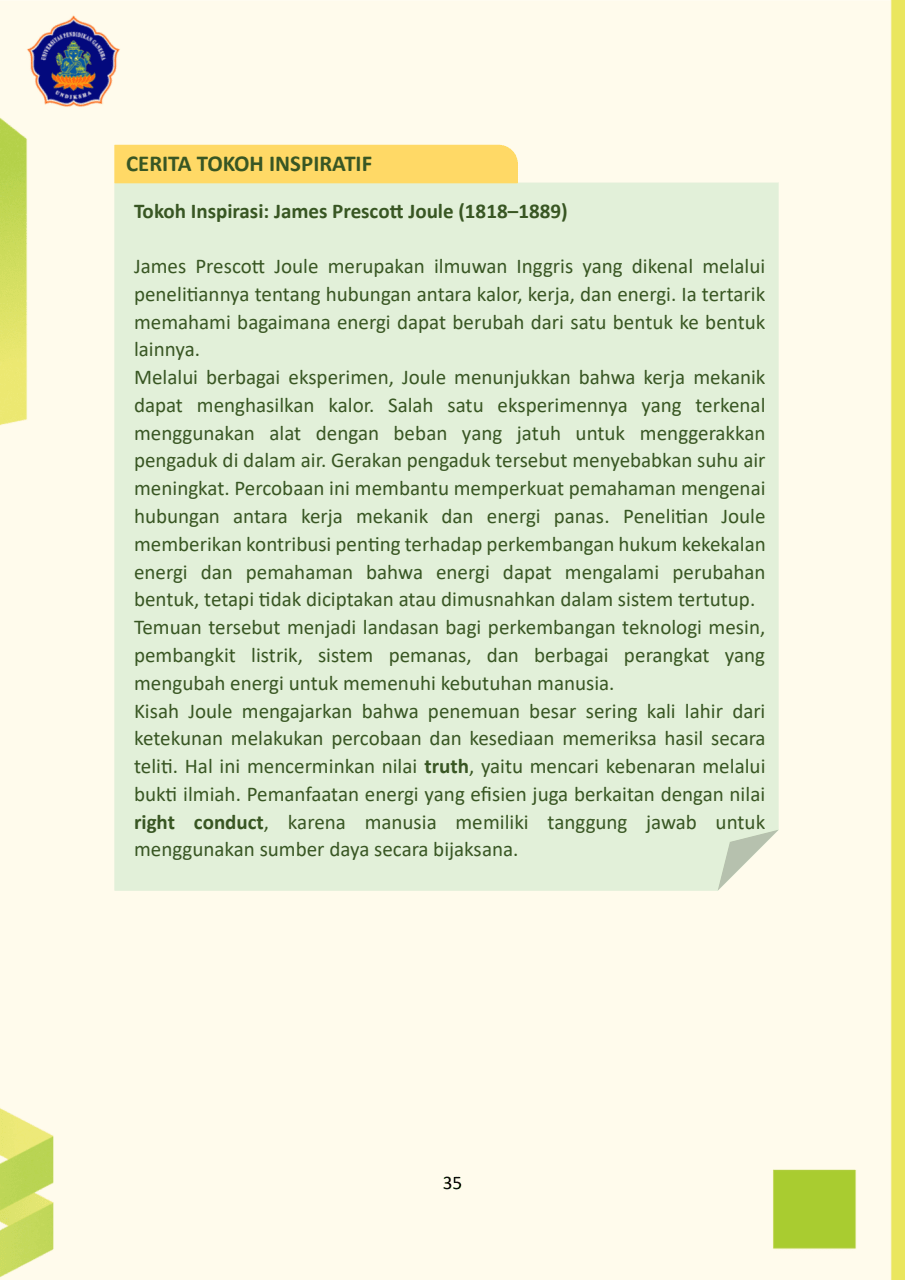 UNIVERSITAS PENDIDIKAN GANESHA
UNDIKSHA
CERITA TOKOH INSPIRATIF
Tokoh Inspirasi: James Prescott Joule (1818–1889)
James Prescott Joule merupakan ilmuwan Inggris yang dikenal melalui
penelitiannya tentang hubungan antara kalor, kerja, dan energi. Ia tertarik
memahami bagaimana energi dapat berubah dari satu bentuk ke bentuk
lainnya.
Melalui berbagai eksperimen, Joule menunjukkan bahwa kerja mekanik
dapat menghasilkan kalor. Salah satu eksperimennya yang terkenal
menggunakan alat dengan beban yang jatuh untuk menggerakkan
pengaduk di dalam air. Gerakan pengaduk tersebut menyebabkan suhu air
meningkat. Percobaan ini membantu memperkuat pemahaman mengenai
hubungan antara kerja mekanik dan energi panas. Penelitian Joule
memberikan kontribusi penting terhadap perkembangan hukum kekekalan
energi dan pemahaman bahwa energi dapat mengalami perubahan
bentuk, tetapi tidak diciptakan atau dimusnahkan dalam sistem tertutup.
Temuan tersebut menjadi landasan bagi perkembangan teknologi mesin,
pembangkit listrik, sistem pemanas, dan berbagai perangkat yang
mengubah energi untuk memenuhi kebutuhan manusia.
Kisah Joule mengajarkan bahwa penemuan besar sering kali lahir dari
ketekunan melakukan percobaan dan kesediaan memeriksa hasil secara
teliti. Hal ini mencerminkan nilai truth, yaitu mencari kebenaran melalui
bukti ilmiah. Pemanfaatan energi yang efisien juga berkaitan dengan nilai
right conduct, karena manusia memiliki tanggung jawab untuk
menggunakan sumber daya secara bijaksana.
35